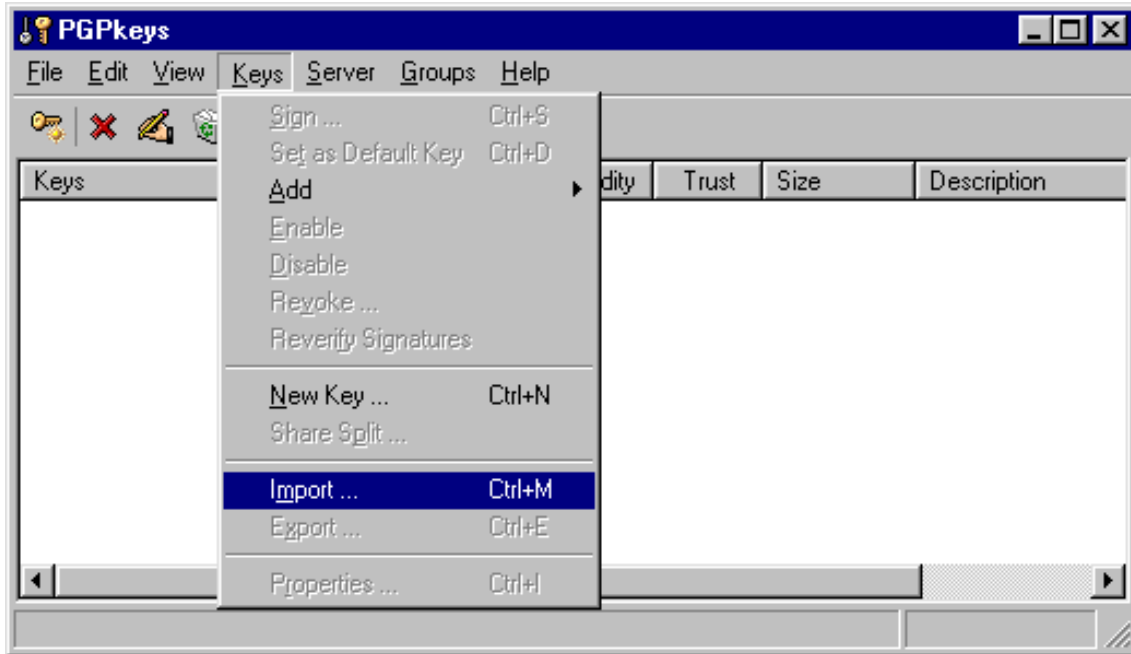 PGPkeys
File Edit View Keys Server Groups Help
Sign ... Ctrl+S
Set as Default Key Ctrl+D
Keys dity Trust Size Description
Add
Enable
Disable
Revoke ...
Reverify Signatures
New Key ... Ctrl+N
Share Split ...
Import ... Ctrl+M
Export ... Ctrl+E
Properties ... Ctrl+I